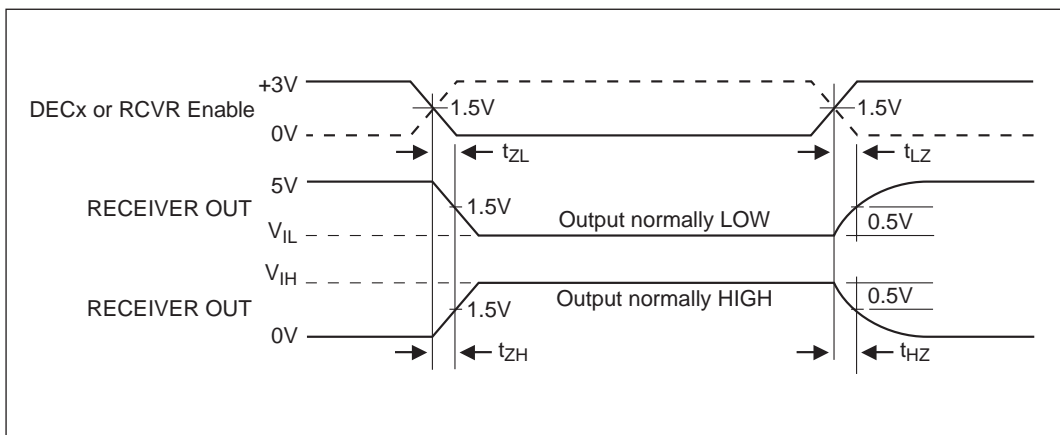 +3V
DECx or RCVR Enable
1.5V
1.5V
0V
tZL
tLZ
5V
RECEIVER OUT
1.5V
Output normally LOW
0.5V
VIL
VIH
RECEIVER OUT
Output normally HIGH
0.5V
1.5V
0V
tZH
tHZ